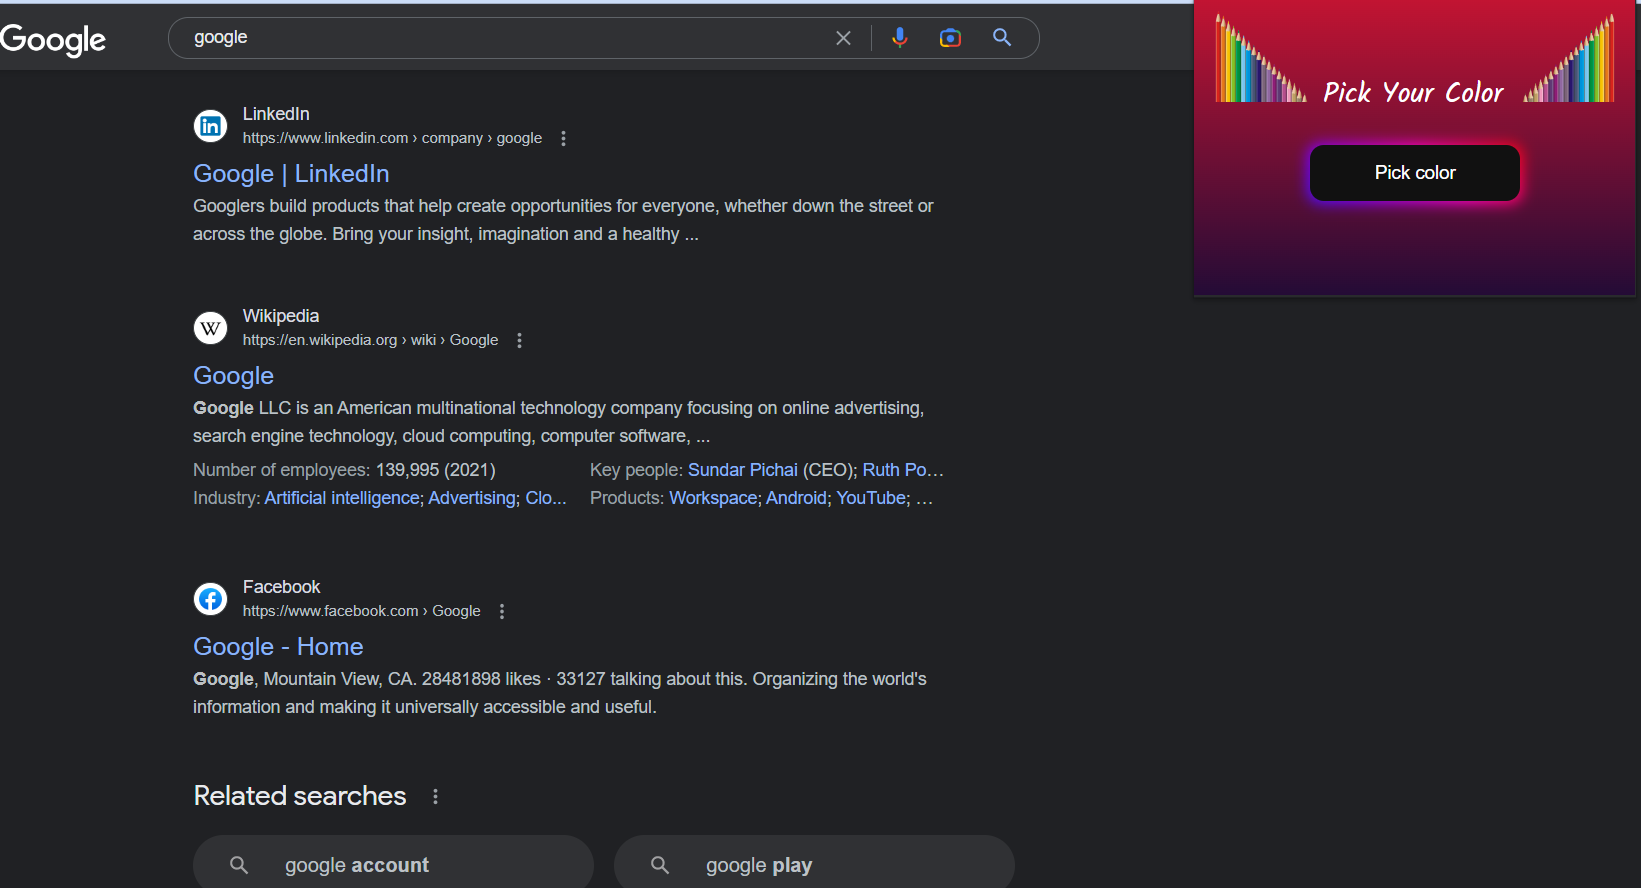 Google
google
Pick Your Color
Pick color
LinkedIn
https://www.linkedin.com › company › google
Google | LinkedIn
Googlers build products that help create opportunities for everyone, whether down the street or
across the globe. Bring your insight, imagination and a healthy ...
Wikipedia
https://en.wikipedia.org › wiki › Google
Google
Google LLC is an American multinational technology company focusing on online advertising,
search engine technology, cloud computing, computer software, ...
Number of employees: 139,995 (2021)
Key people: Sundar Pichai (CEO); Ruth Po...
Industry: Artificial intelligence; Advertising; Clo...
Products: Workspace; Android; YouTube; ...
Facebook
https://www.facebook.com › Google
Google - Home
Google, Mountain View, CA. 28481898 likes · 33127 talking about this. Organizing the world's
information and making it universally accessible and useful.
Related searches
google account
google play